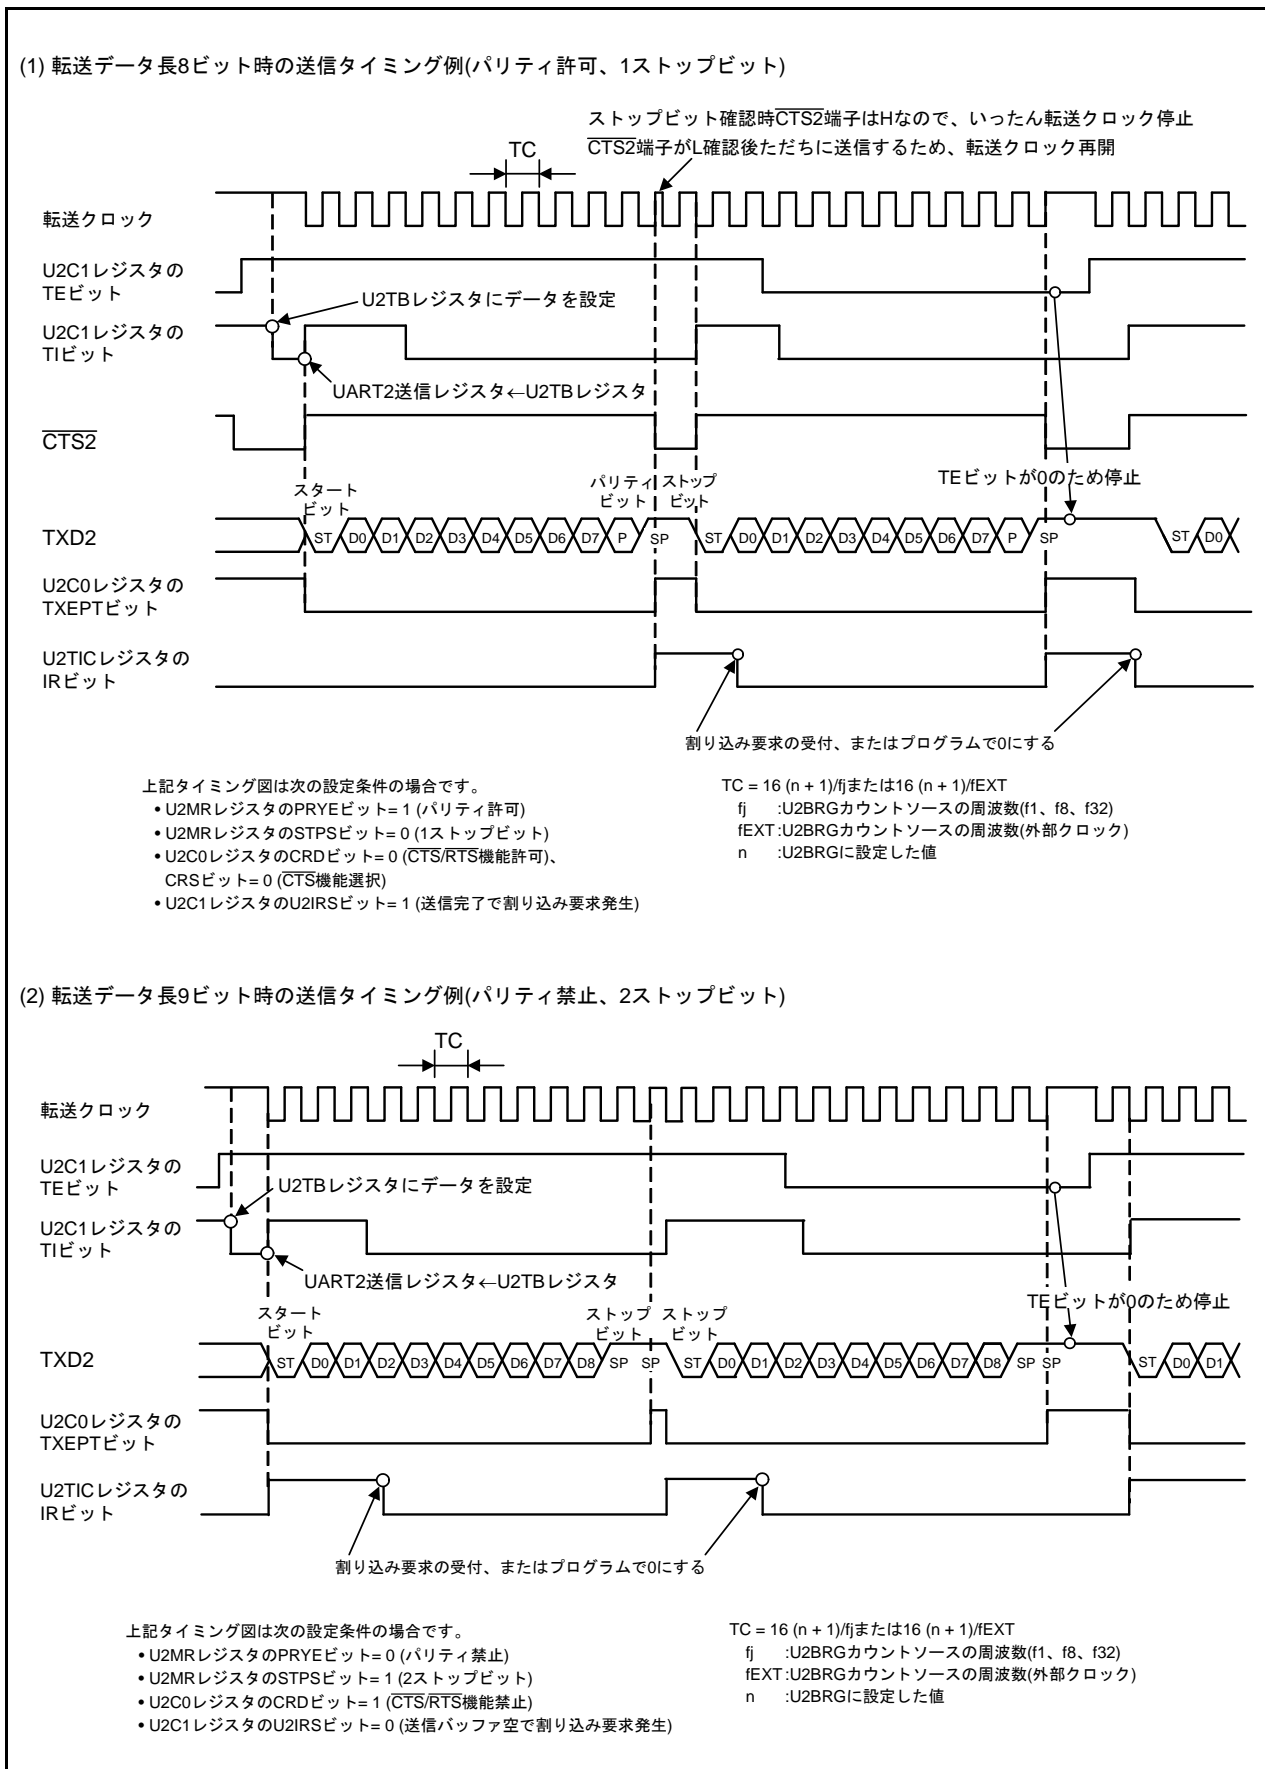 (1) 転送データ長8ビット時の送信タイミング例(パリティ許可、1ストップビット)
ストップビット確認時CTS2端子はHなので、いったん転送クロック停止
CTS2端子がL確認後ただちに送信するため、転送クロック再開
TC
転送クロック
U2C1レジスタの
TEビット
U2TBレジスタにデータを設定
U2C1レジスタの
TIビット
UART2送信レジスタ←U2TBレジスタ
CTS2
TEビットが0のため停止
スタート
ビット
パリティ
ビット
ストップ
ビット
TXD2
ST D0 D1 D2 D3 D4 D5 D6 D7 P SP ST D0 D1 D2 D3 D4 D5 D6 D7 P SP ST D0
U2C0レジスタの
TXEPTビット
U2TICレジスタの
IRビット
割り込み要求の受付、またはプログラムで0にする
上記タイミング図は次の設定条件の場合です。
• U2MRレジスタのPRYEビット= 1 (パリティ許可)
• U2MRレジスタのSTPSビット= 0 (1ストップビット)
• U2C0レジスタのCRDビット= 0 (CTS/RTS機能許可)、
CRSビット= 0 (CTS機能選択)
• U2C1レジスタのU2IRSビット= 1 (送信完了で割り込み要求発生)
TC = 16 (n + 1)/fjまたは16 (n + 1)/fEXT
fj :U2BRGカウントソースの周波数(f1、f8、f32)
fEXT :U2BRGカウントソースの周波数(外部クロック)
n :U2BRGに設定した値
(2) 転送データ長9ビット時の送信タイミング例(パリティ禁止、2ストップビット)
TC
転送クロック
U2C1レジスタの
TEビット
U2TBレジスタにデータを設定
U2C1レジスタの
TIビット
UART2送信レジスタ←U2TBレジスタ
TEビットが0のため停止
スタート
ビット
ストップ
ビット
ストップ
ビット
TXD2
ST D0 D1 D2 D3 D4 D5 D6 D7 D8 SP SP ST D0 D1 D2 D3 D4 D5 D6 D7 D8 SP SP ST D0 D1
U2C0レジスタの
TXEPTビット
U2TICレジスタの
IRビット
割り込み要求の受付、またはプログラムで0にする
上記タイミング図は次の設定条件の場合です。
• U2MRレジスタのPRYEビット= 0 (パリティ禁止)
• U2MRレジスタのSTPSビット= 1 (2ストップビット)
• U2C0レジスタのCRDビット= 1 (CTS/RTS機能禁止)
• U2C1レジスタのU2IRSビット= 0 (送信バッファ空で割り込み要求発生)
TC = 16 (n + 1)/fjまたは16 (n + 1)/fEXT
fj :U2BRGカウントソースの周波数(f1、f8、f32)
fEXT :U2BRGカウントソースの周波数(外部クロック)
n :U2BRGに設定した値